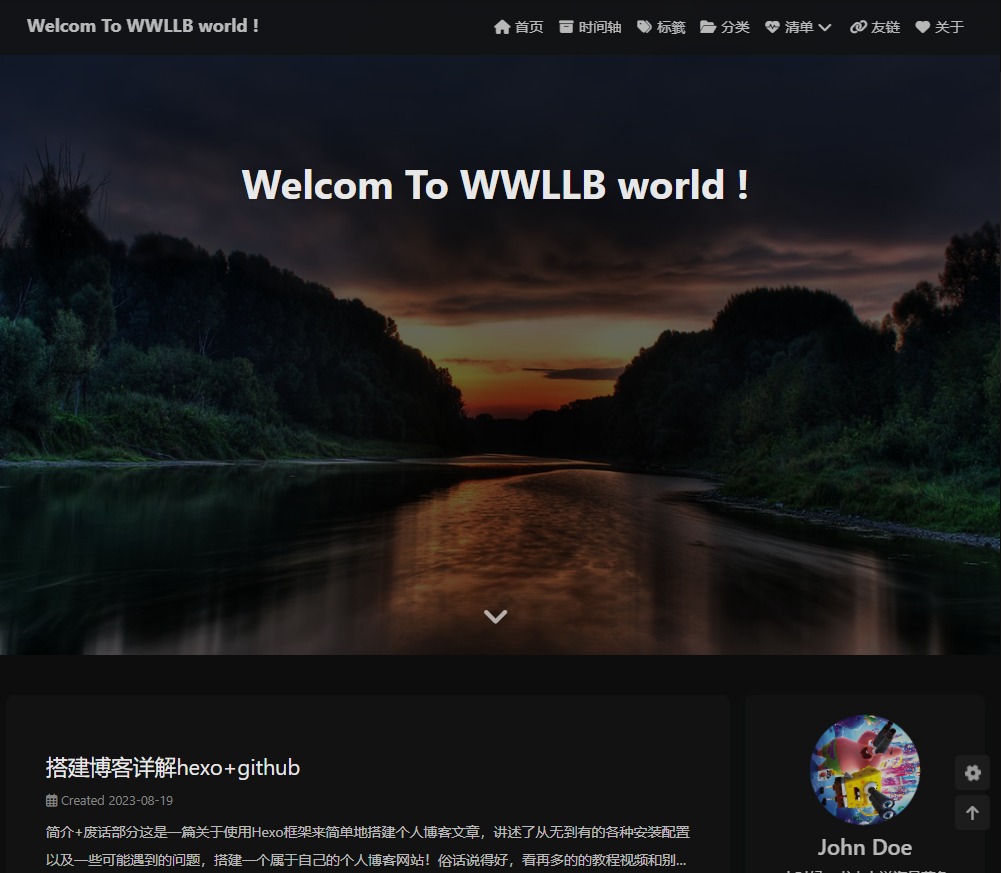 Welcom To WWLLB world !
首页 时间轴 标签 分类 清单 友链 关于
Welcom To WWLLB world !
搭建博客详解hexo+github
Created 2023-08-19
简介+废话部分这是一篇关于使用Hexo框架来简单地搭建个人博客文章，讲述了从无到有的各种安装配置
以及一些可能遇到的问题，搭建一个属于自己的个人博客网站！俗话说得好，看再多的的教程视频和别...
John Doe